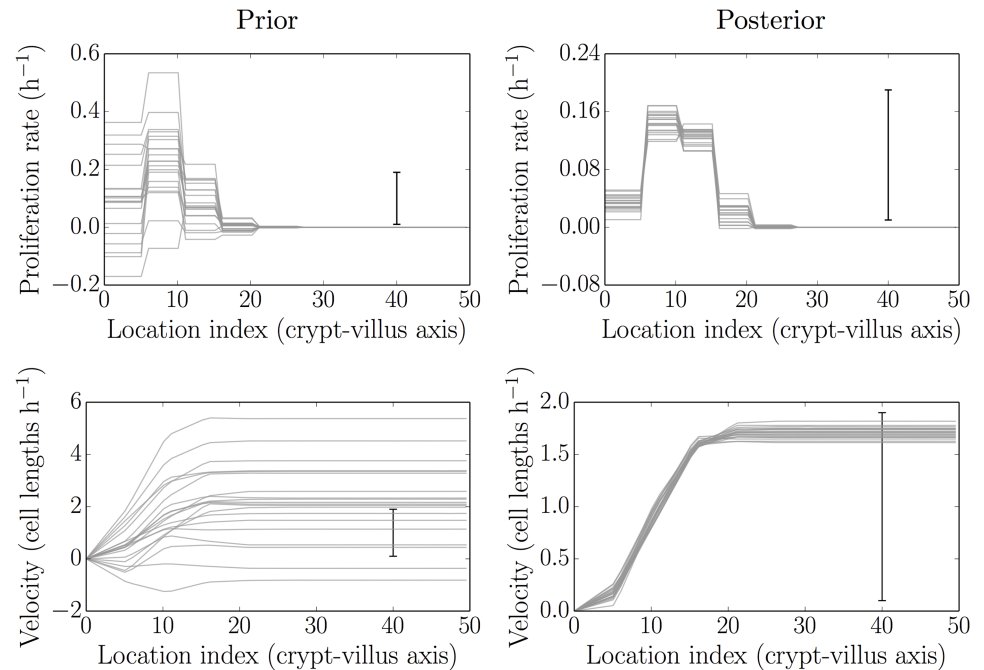 Prior
Posterior
Proliferation rate (h⁻¹)
0.6
0.4
0.2
0.0
−0.2
0 10 20 30 40 50
Location index (crypt-villus axis)
Proliferation rate (h⁻¹)
0.24
0.16
0.08
0.00
−0.08
0 10 20 30 40 50
Location index (crypt-villus axis)
Velocity (cell lengths h⁻¹)
6
4
2
0
−2
0 10 20 30 40 50
Location index (crypt-villus axis)
Velocity (cell lengths h⁻¹)
2.0
1.5
1.0
0.5
0.0
0 10 20 30 40 50
Location index (crypt-villus axis)